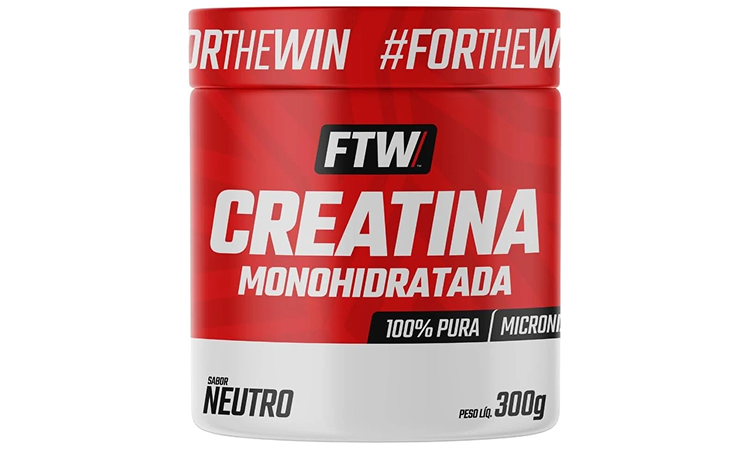 ORTHEWIN #FORTHEW
FTW
CREATINA
MONOHIDRATADA
100% PURA MICRONI
SABOR
NEUTRO
PESO LÍQ. 300g